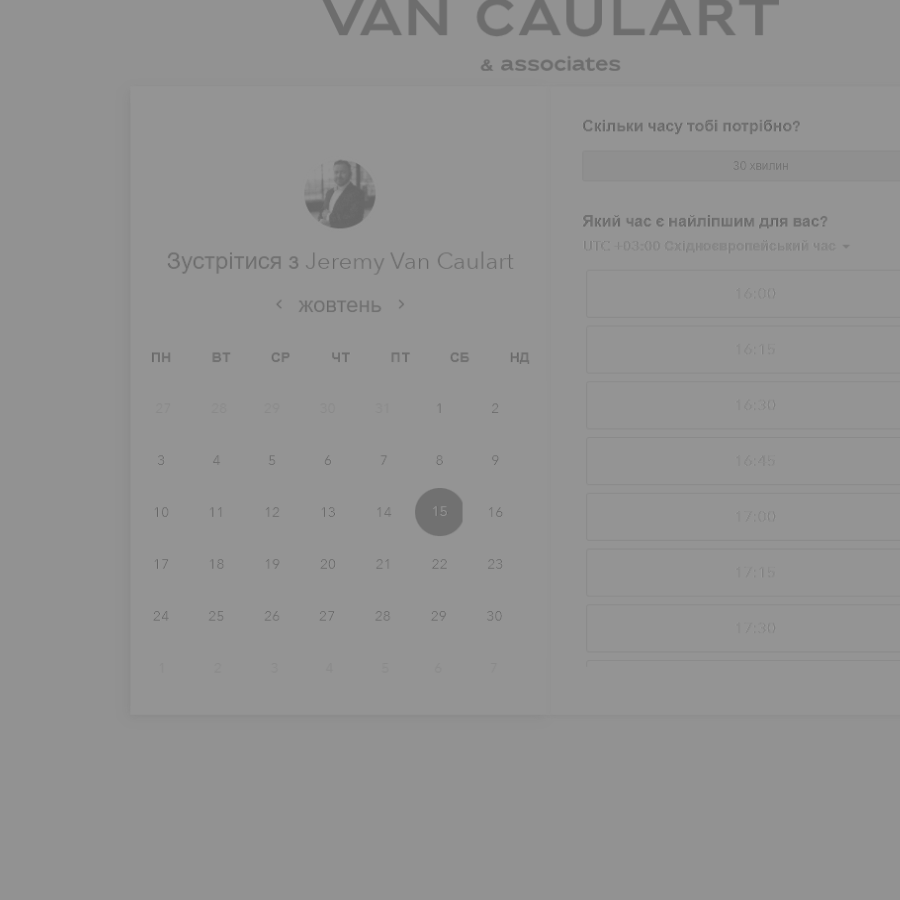 VAN CAULART
& associates
Зустрітися з Jeremy Van Caulart
жовтень
ПН ВТ СР ЧТ ПТ СБ НД
27 28 29 30 31 1 2
3 4 5 6 7 8 9
10 11 12 13 14 15 16
17 18 19 20 21 22 23
24 25 26 27 28 29 30
1 2 3 4 5 6 7
Скільки часу тобі потрібно?
30 хвилин
Який час є найліпшим для вас?
UTC +03:00 Східноєвропейський час
16:00
16:15
16:30
16:45
17:00
17:15
17:30